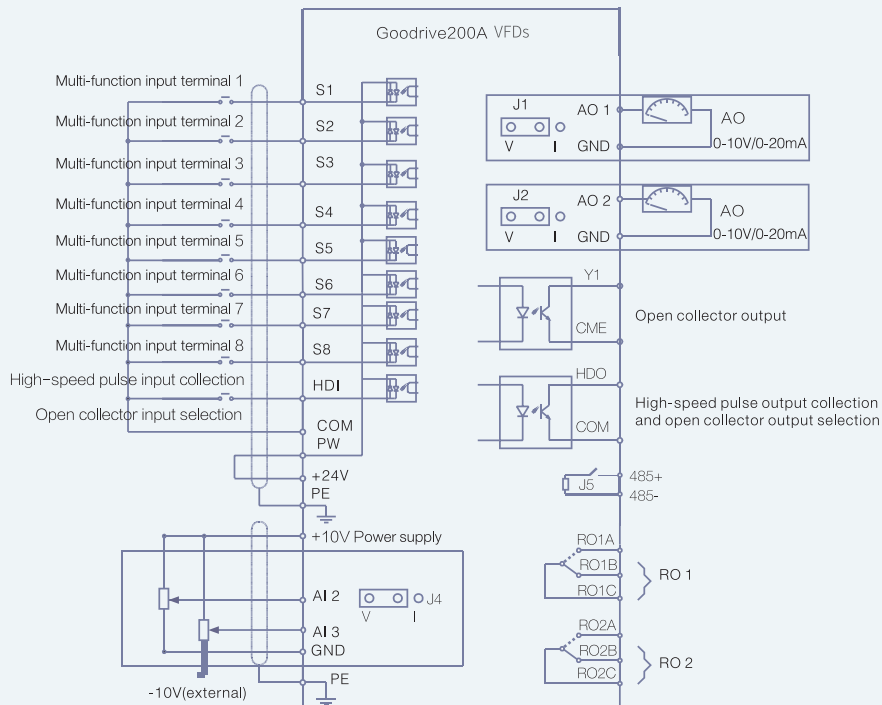 Goodrive200A VFDs
Multi-function input terminal 1
S1
Multi-function input terminal 2
S2
Multi-function input terminal 3
S3
Multi-function input terminal 4
S4
Multi-function input terminal 5
S5
Multi-function input terminal 6
S6
Multi-function input terminal 7
S7
Multi-function input terminal 8
S8
High-speed pulse input collection
HDI
Open collector input selection
COM
PW
+24V
PE
+10V Power supply
AI 2
J4
V I
AI 3
GND
PE
-10V(external)
J1
AO 1
AO
V I
GND
0-10V/0-20mA
J2
AO 2
AO
V I
GND
0-10V/0-20mA
Y1
CME
Open collector output
HDO
COM
High-speed pulse output collection
and open collector output selection
J5
485+
485-
RO1A
RO1B
RO1C
RO 1
RO2A
RO2B
RO2C
RO 2